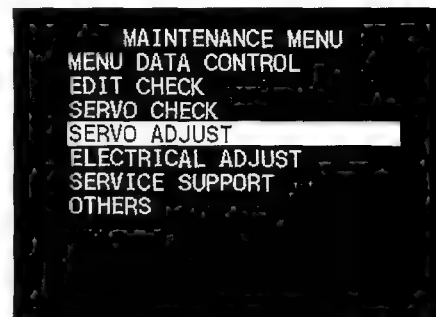 MAINTENANCE MENU
MENU DATA CONTROL
EDIT CHECK
SERVO CHECK
SERVO ADJUST
ELECTRICAL ADJUST
SERVICE SUPPORT
OTHERS